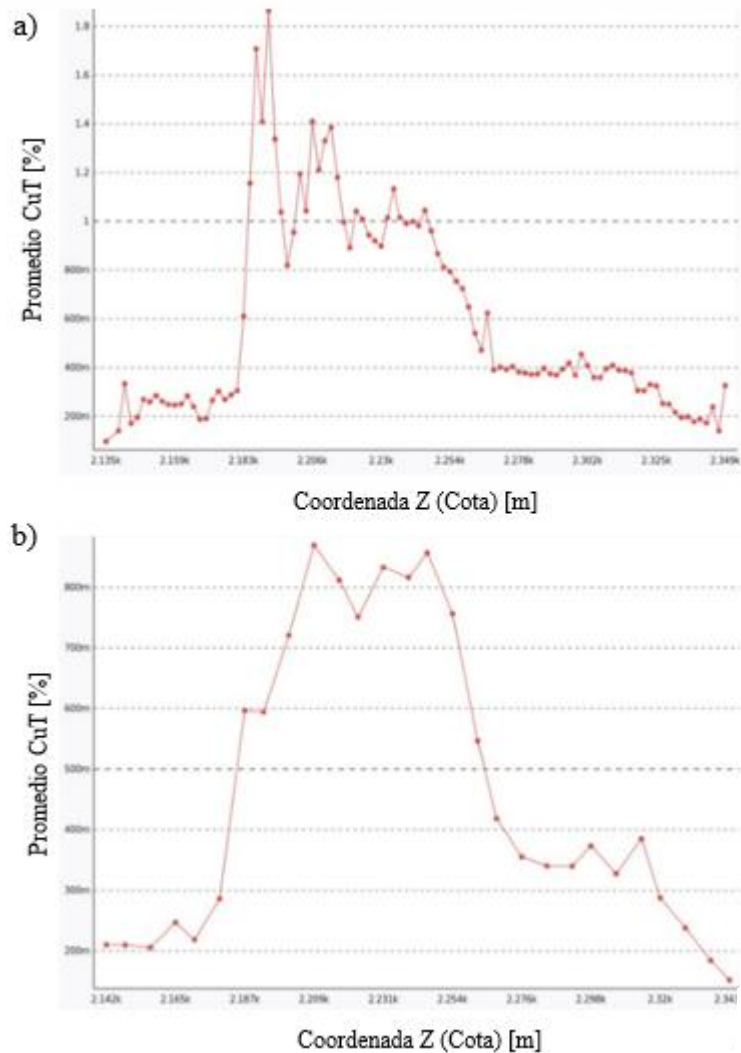 a)
1.8
1.6
1.4
1.2
1
800m
600m
400m
200m
Promedio CuT [%]
2.135k 2.159k 2.183k 2.206k 2.23k 2.254k 2.278k 2.302k 2.325k 2.349k
Coordenada Z (Cota) [m]
b)
800m
700m
600m
500m
400m
300m
200m
Promedio CuT [%]
2.142k 2.165k 2.187k 2.209k 2.231k 2.254k 2.276k 2.298k 2.32k 2.34
Coordenada Z (Cota) [m]